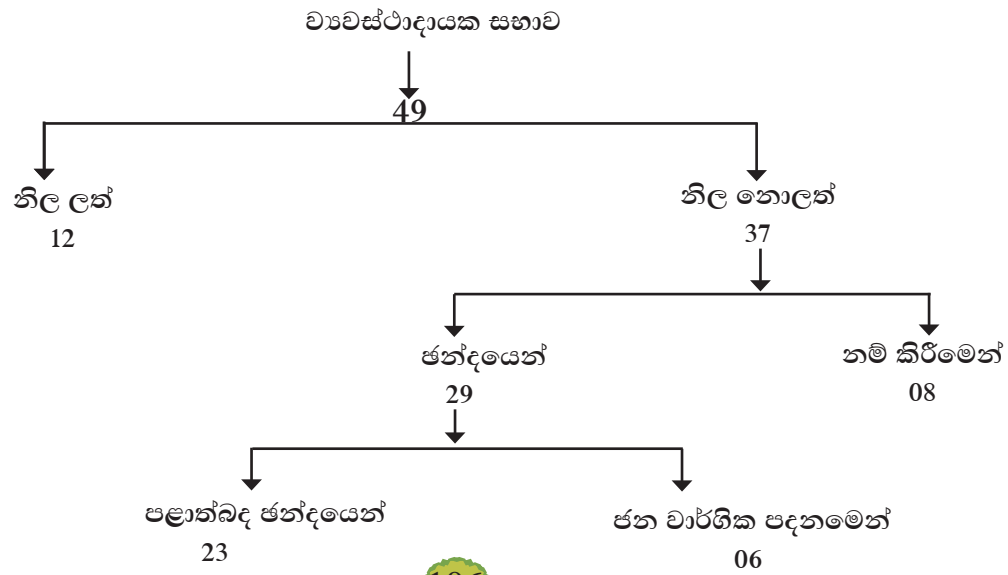 ව්‍යවස්ථාදායක සභාව
49
නිල ලත්
12
නිල නොලත්
37
ඡන්දයෙන්
29
නම් කිරීමෙන්
08
පළාත්බද ඡන්දයෙන්
23
ජන වාර්ගික පදනමෙන්
06